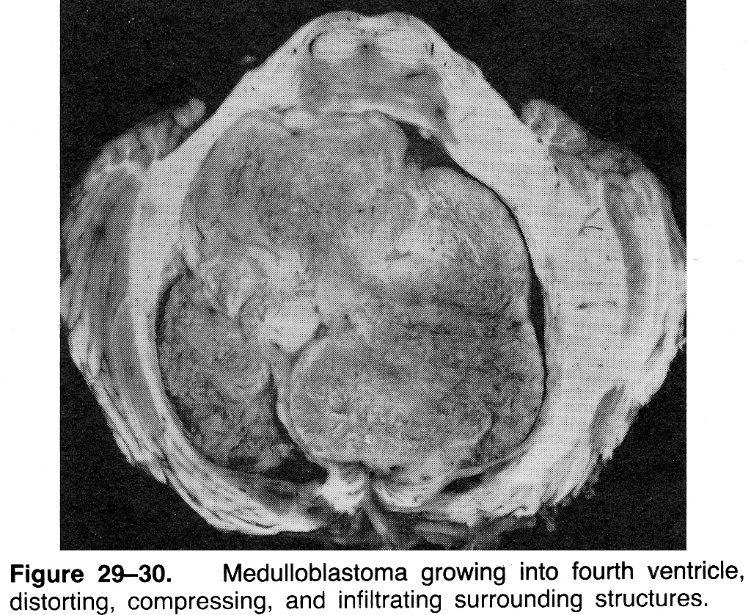 Figure 29–30. Medulloblastoma growing into fourth ventricle,
distorting, compressing, and infiltrating surrounding structures.